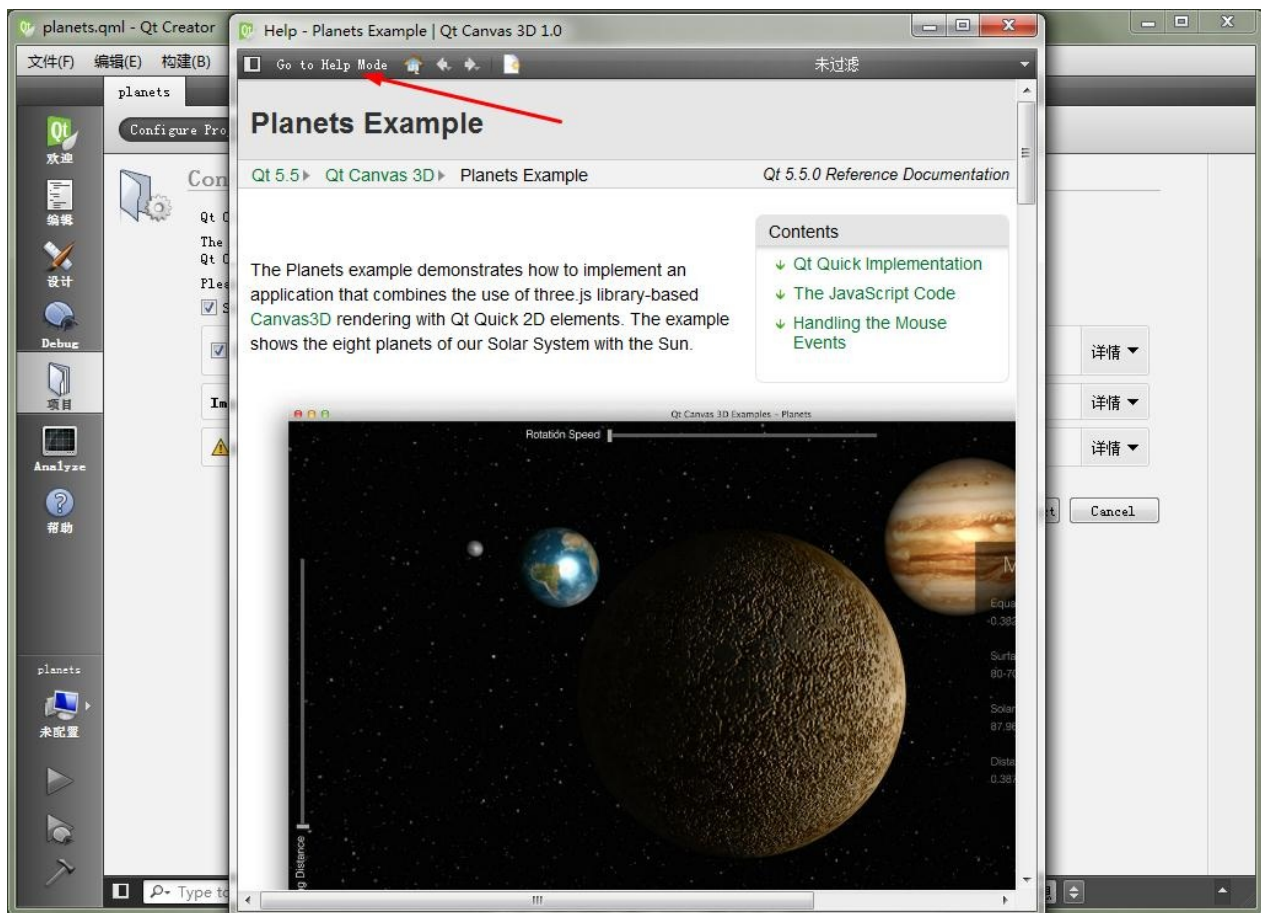 planets.qml - Qt Creator
Help - Planets Example | Qt Canvas 3D 1.0
文件(F) 编辑(E) 构建(B)
Go to Help Mode
未过滤
planets
Configure
Planets Example
欢迎
Qt 5.5 Qt Canvas 3D Planets Example
Qt 5.5.0 Reference Documentation
编辑
Qt
The
Qt
设计
Debug
项目
Analyze
帮助
The Planets example demonstrates how to implement an
application that combines the use of three.js library-based
Canvas3D rendering with Qt Quick 2D elements. The example
shows the eight planets of our Solar System with the Sun.
Contents
Qt Quick Implementation
The JavaScript Code
Handling the Mouse
Events
详情
详情
详情
Cancel
Qt Canvas 3D Examples - Planets
Rotation Speed
Distance
planets
未配置
Type